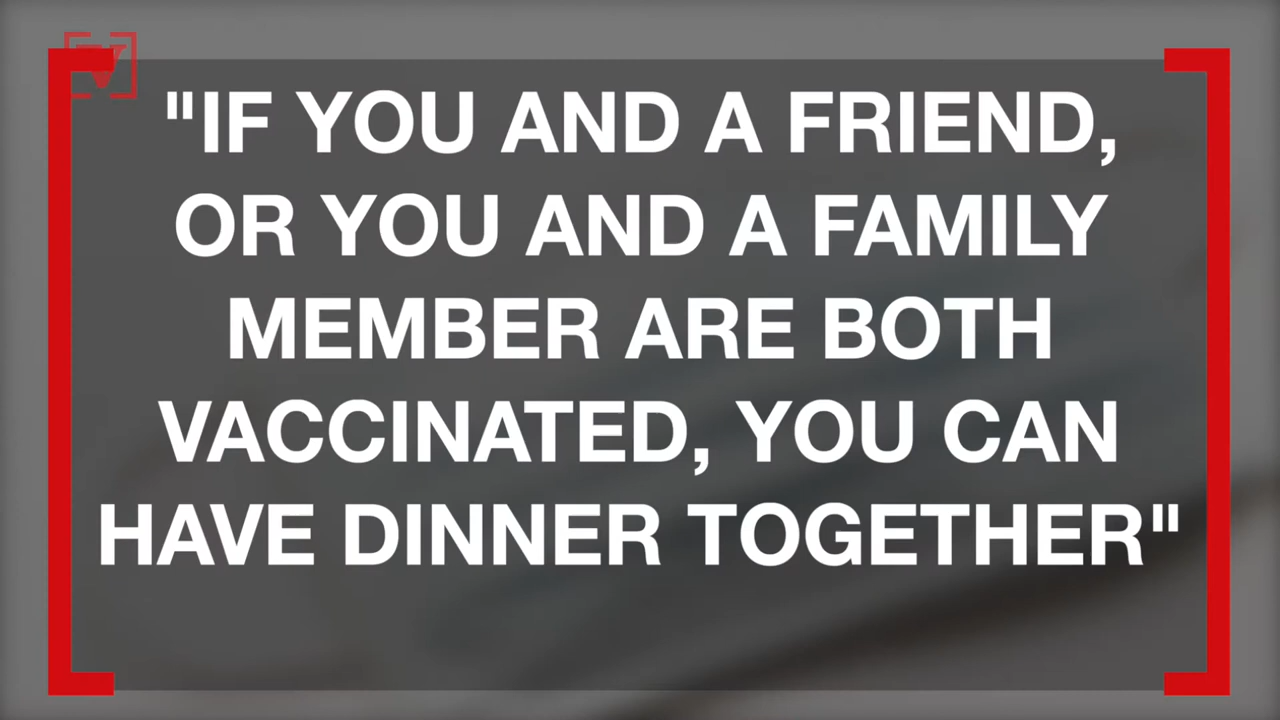 "IF YOU AND A FRIEND,
OR YOU AND A FAMILY
MEMBER ARE BOTH
VACCINATED, YOU CAN
HAVE DINNER TOGETHER"